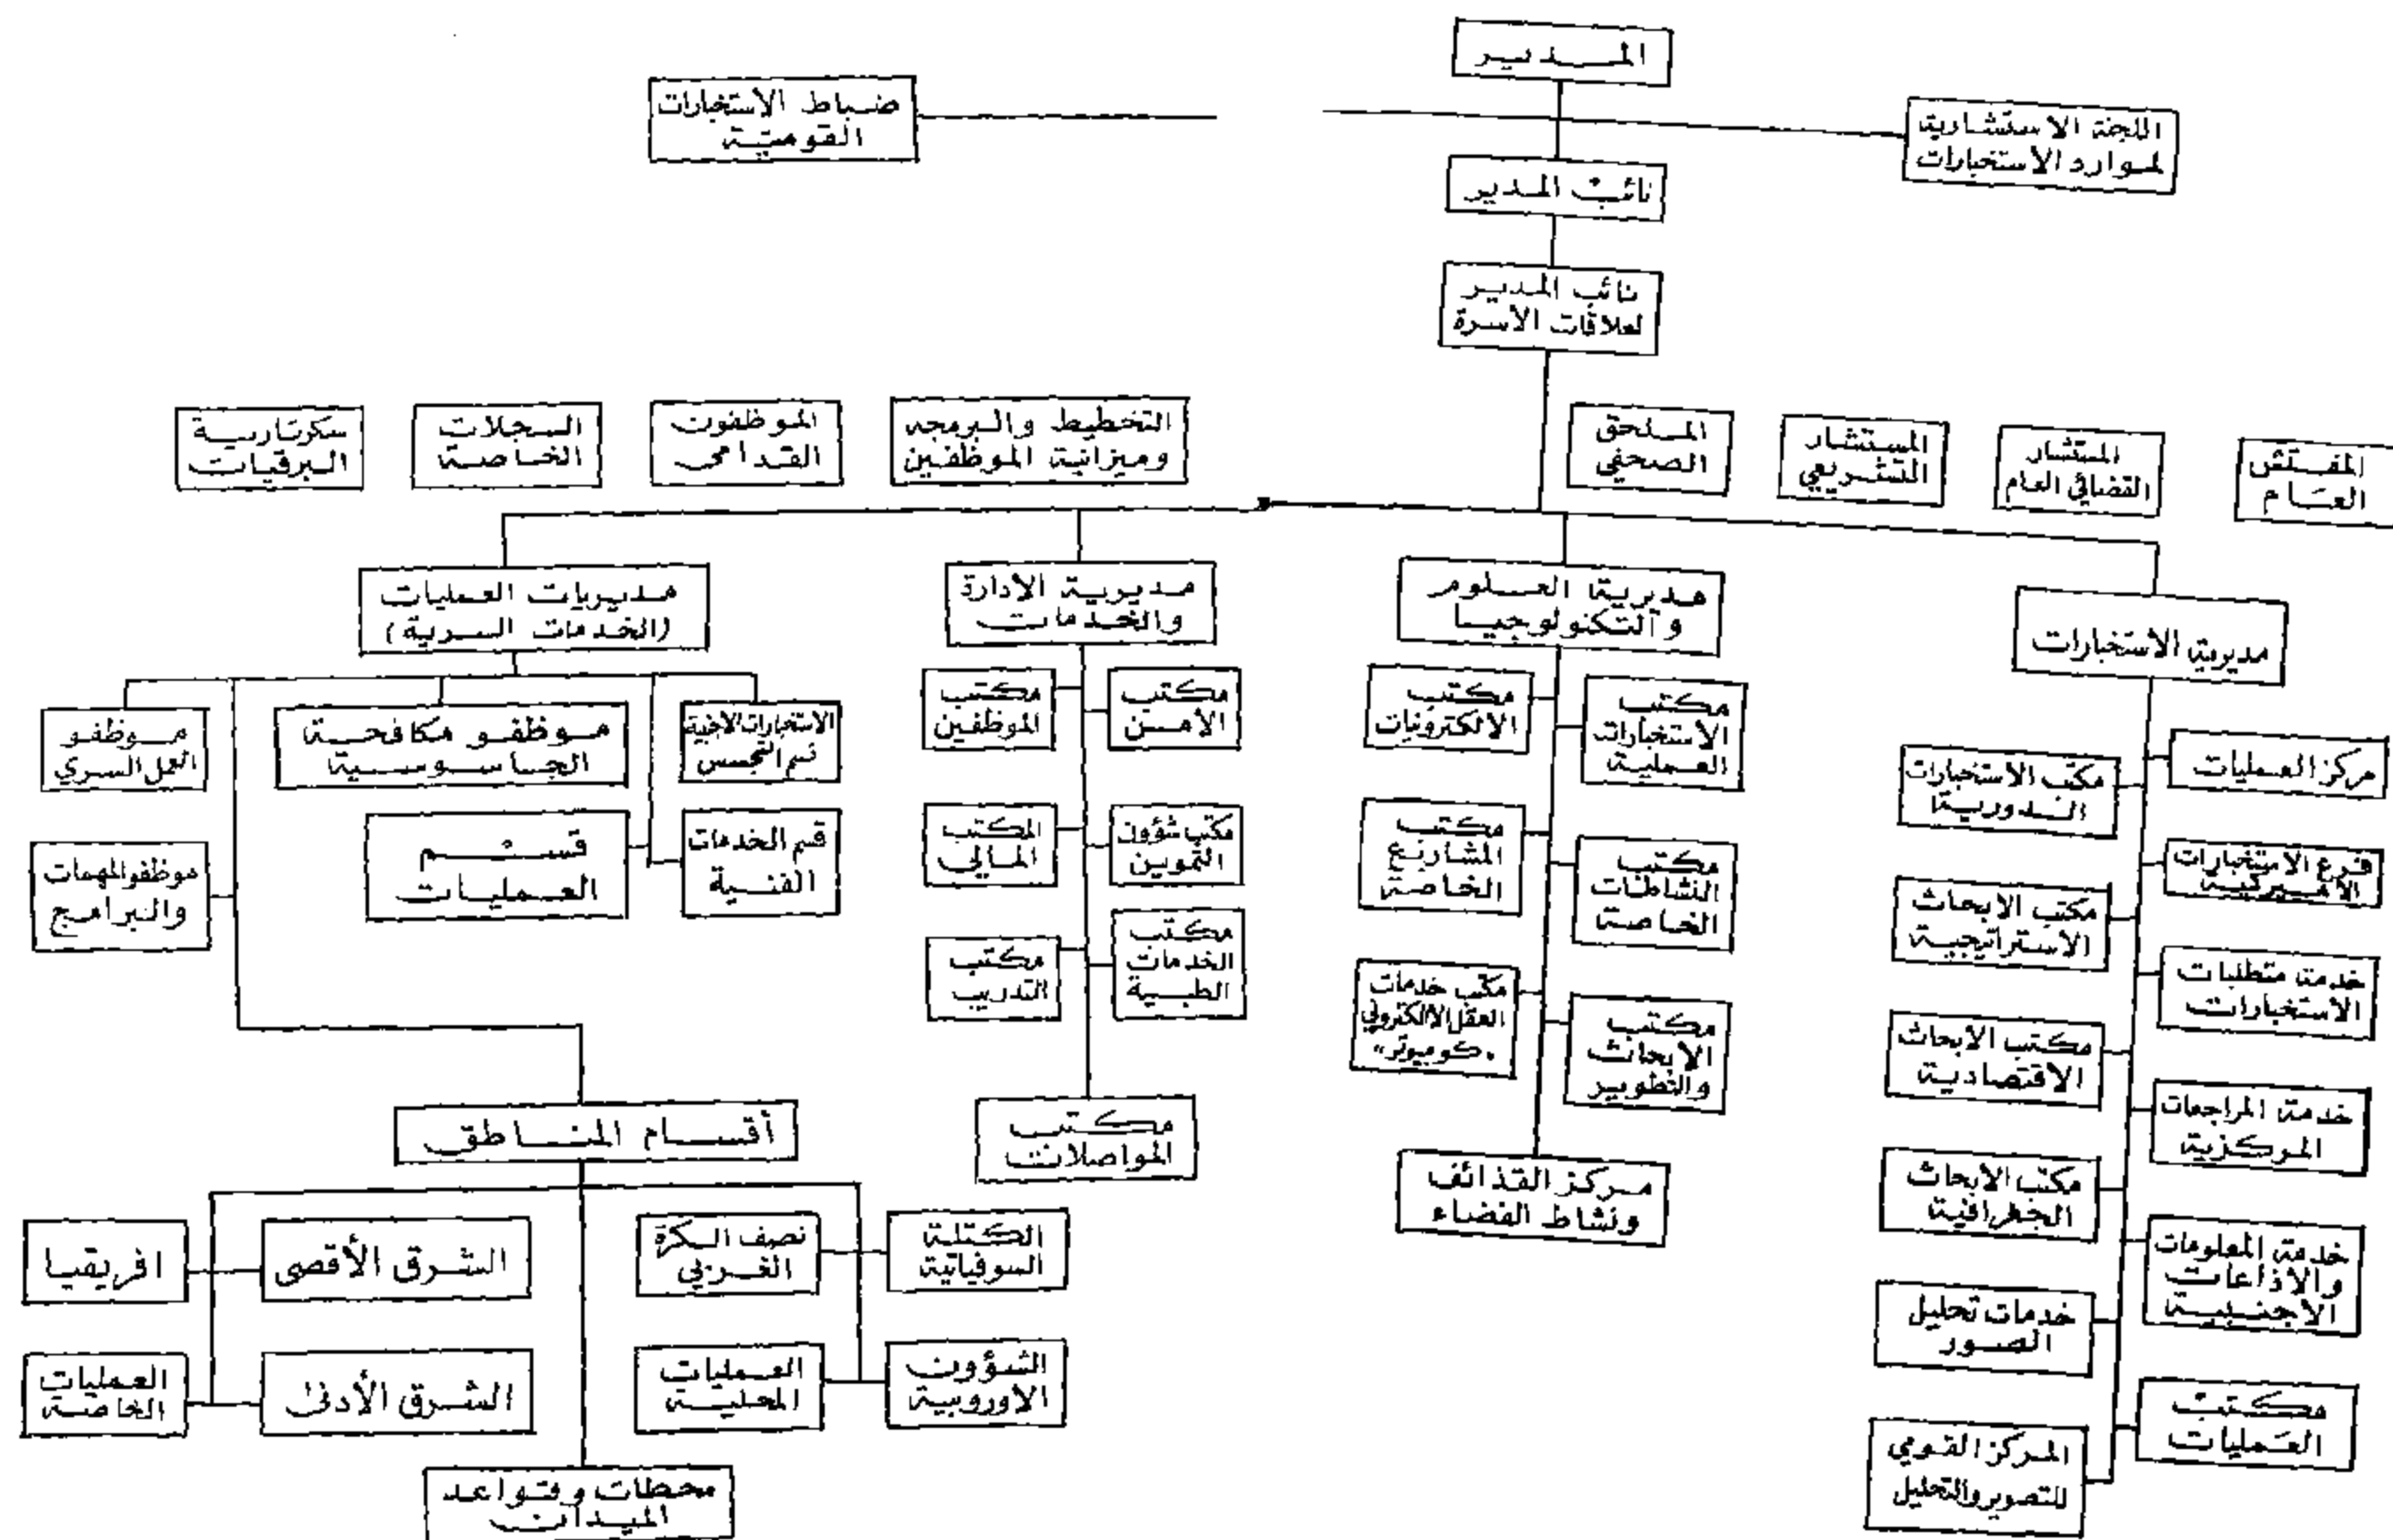 المدير
ضباط الاستخبارات
القومية
اللجنة الاستشارية
لموارد الاستخبارات
نائب المدير
نائب المدير
لعلاقات الأسرة
المفتش
العام
المستشار
القضائي العام
المستشار
التشريعي
الملحق
الصحفي
التخطيط والبرمجه
وميزانية الموظفين
الموظفون
القدامى
السجلات
الخاصة
سكرتارية
البرقيات
مديرية الاستخبارات
مديرية العلوم
والتكنولوجيا
مديرية الادارة
والخدمات
مديريات العمليات
(الخدمات السرية)
مركز العمليات
مكتب الاستخبارات
الدورية
فرع الاستخبارات
الاميركية
مكتب الابحاث
الاستراتيجية
خدمة متطلبات
الاستخبارات
مكتب الابحاث
الاقتصادية
خدمة المراجعات
المركزية
مكتب الابحاث
الجغرافية
خدمة المعلومات
والاذاعات
الاجنبية
خدمات تحليل
الصور
مكتب
العمليات
المركز القومي
للتصوير والتحليل
مكتب
الاستخبارات
العملية
مكتب
الالكترونيات
مكتب
النشاطات
الخاصة
مكتب
المشاريع
الخاصة
مكتب
الابحاث
والتطوير
مكتب خدمات
العقل الالكتروني
«كومبيوتر»
مركز القذائف
ونشاط الفضاء
مكتب
الأمن
مكتب
الموظفين
مكتب شؤون
التموين
المكتب
المالي
مكتب
الخدمات
الطبية
مكتب
التدريب
مكتب
المواصلات
الاستخبارات الاجنبية
قسم التجسس
موظفو مكافحة
الجاسوسية
موظفو
العمل السري
قسم الخدمات
الفنية
قسم
العمليات
موظفو المهمات
والبرامج
أقسام المناطق
الكتلة
السوفياتية
نصف الكرة
الغربي
الشرق الأقصى
افريقيا
الشؤون
الاوروبية
العمليات
المحلية
الشرق الأدنى
العمليات
الخاصة
محطات وقواعد
الميدان